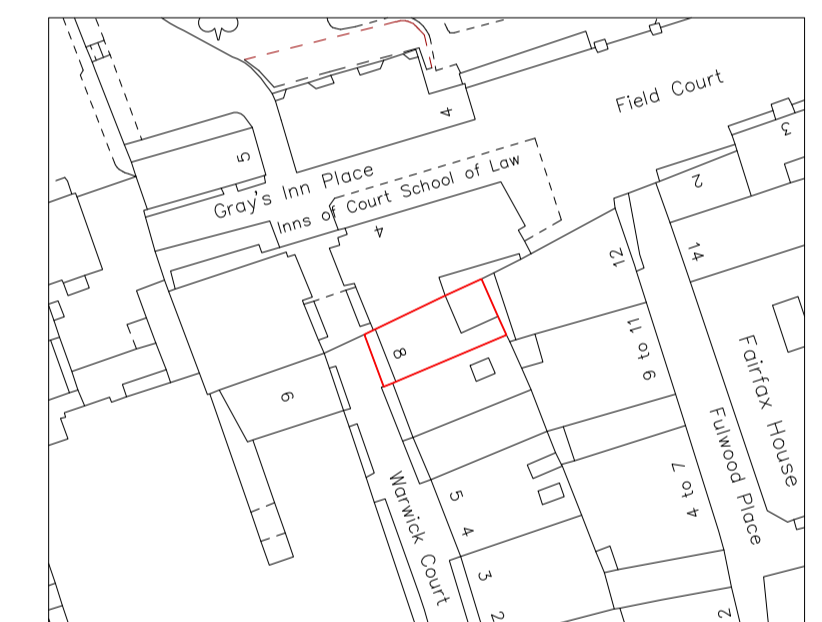 Field Court
3
4
5
Gray's Inn Place
Inns of Court School of Law
2
4
14
12
9 to 11
8
Fairfax House
9
Fulwood Place
4 to 7
Warwick Court
5
4
3
2
2